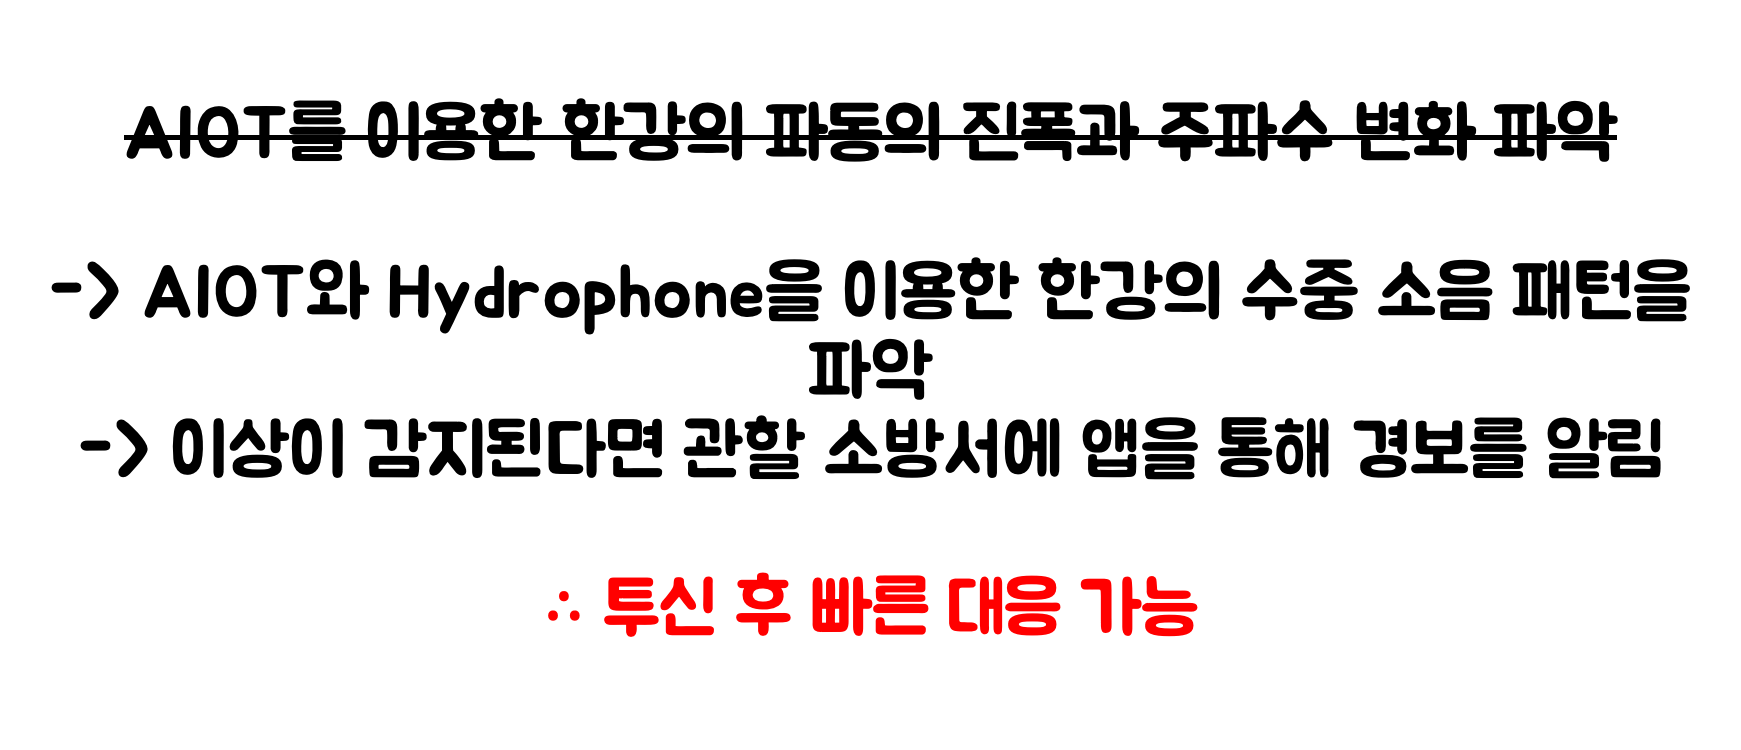 AIOT를 이용한 한강의 파동의 진폭과 주파수 변화 파악
-> AIOT와 Hydrophone을 이용한 한강의 수중 소음 패턴을
파악
-> 이상이 감지된다면 관할 소방서에 앱을 통해 경보를 알림
∴ 투신 후 빠른 대응 가능